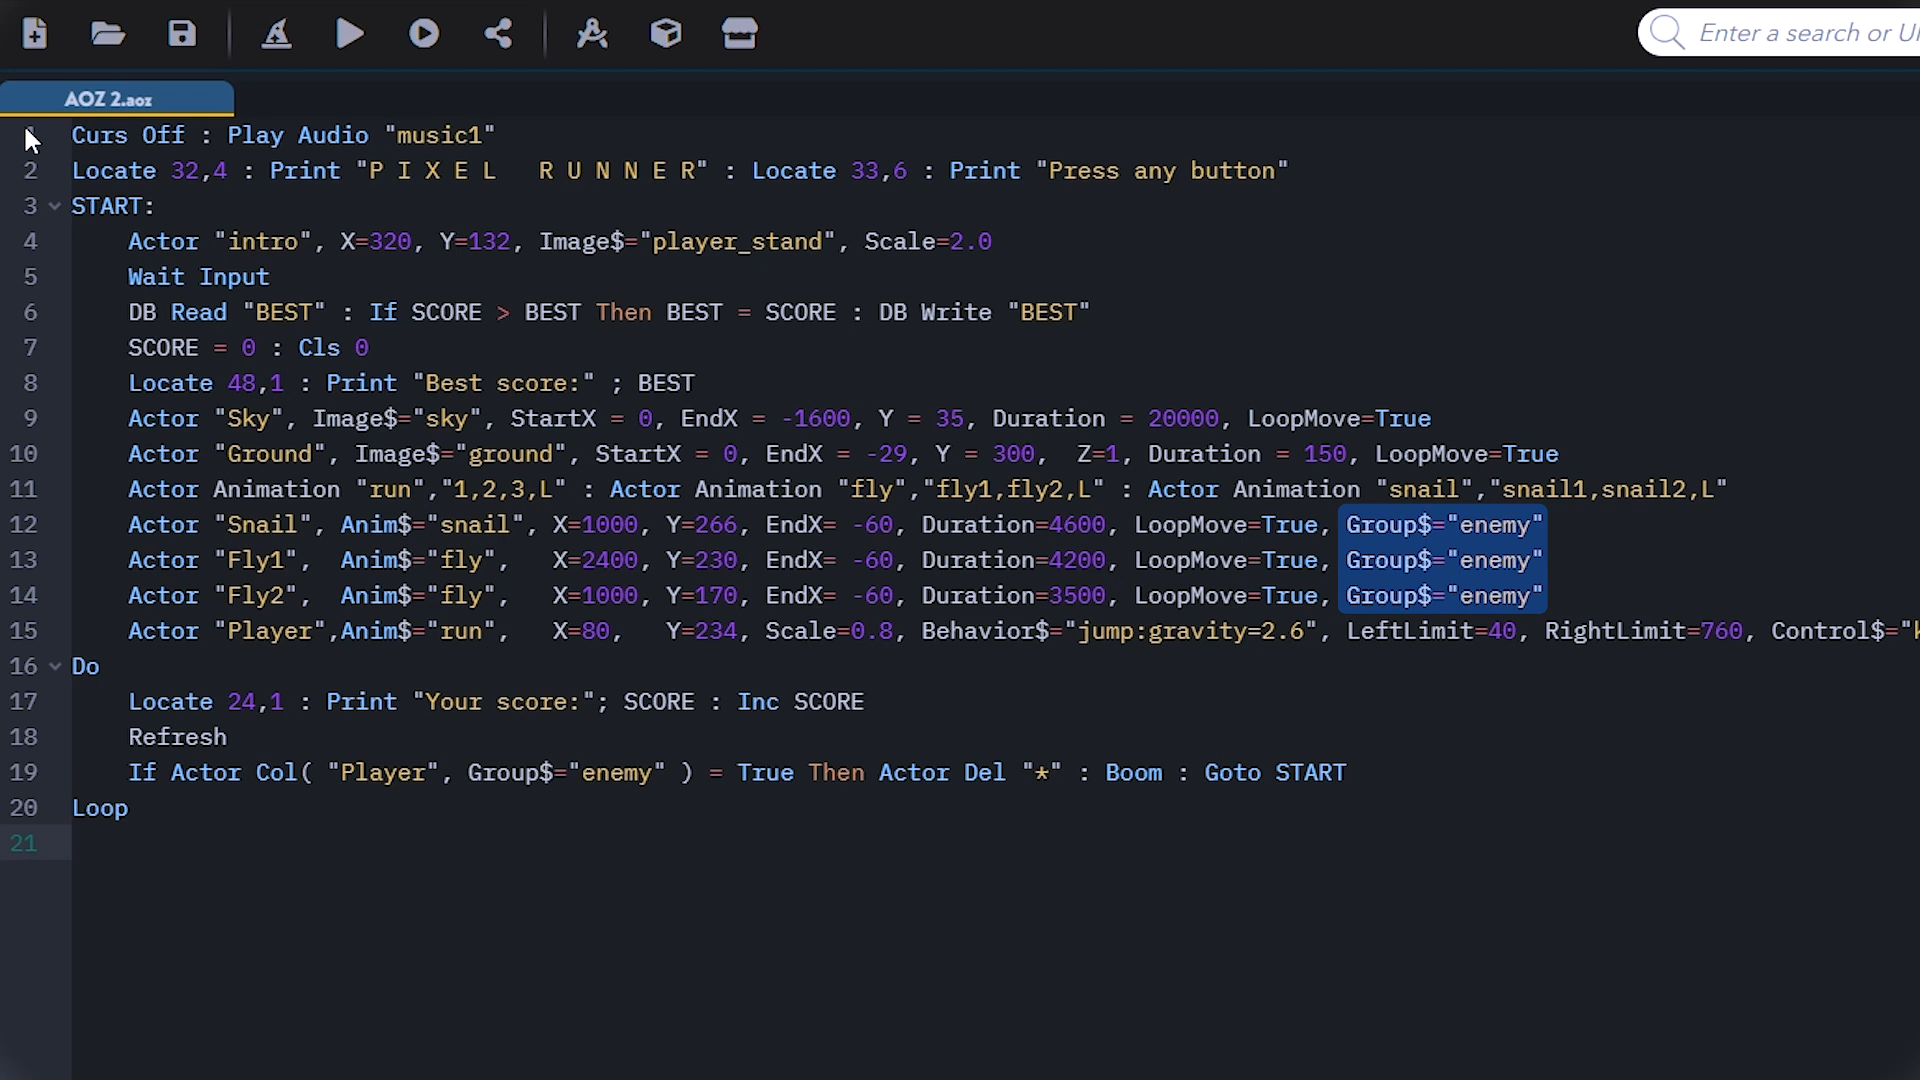 Enter a search or U
AOZ 2.aoz
Curs Off : Play Audio "music1"
2 Locate 32,4 : Print "P I X E L   R U N N E R" : Locate 33,6 : Print "Press any button"
3 START:
4     Actor "intro", X=320, Y=132, Image$="player_stand", Scale=2.0
5     Wait Input
6     DB Read "BEST" : If SCORE > BEST Then BEST = SCORE : DB Write "BEST"
7     SCORE = 0 : Cls 0
8     Locate 48,1 : Print "Best score:" ; BEST
9     Actor "Sky", Image$="sky", StartX = 0, EndX = -1600, Y = 35, Duration = 20000, LoopMove=True
10     Actor "Ground", Image$="ground", StartX = 0, EndX = -29, Y = 300,  Z=1, Duration = 150, LoopMove=True
11     Actor Animation "run","1,2,3,L" : Actor Animation "fly","fly1,fly2,L" : Actor Animation "snail","snail1,snail2,L"
12     Actor "Snail", Anim$="snail", X=1000, Y=266, EndX= -60, Duration=4600, LoopMove=True, Group$="enemy"
13     Actor "Fly1",  Anim$="fly",   X=2400, Y=230, EndX= -60, Duration=4200, LoopMove=True, Group$="enemy"
14     Actor "Fly2",  Anim$="fly",   X=1000, Y=170, EndX= -60, Duration=3500, LoopMove=True, Group$="enemy"
15     Actor "Player",Anim$="run",   X=80,   Y=234, Scale=0.8, Behavior$="jump:gravity=2.6", LeftLimit=40, RightLimit=760, Control$="
16 Do
17     Locate 24,1 : Print "Your score:"; SCORE : Inc SCORE
18     Refresh
19     If Actor Col( "Player", Group$="enemy" ) = True Then Actor Del "*" : Boom : Goto START
20 Loop
21